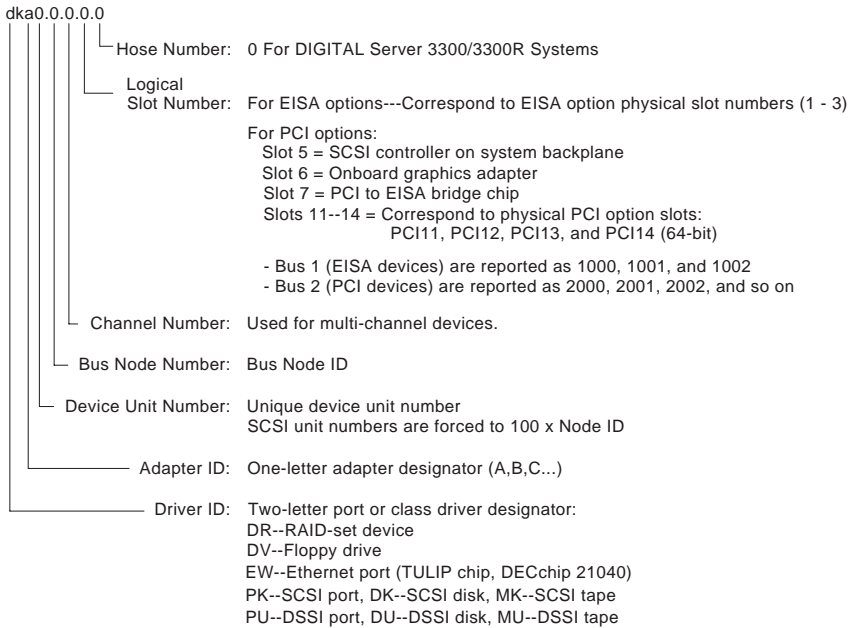 dka0.0.0.0.0
Hose Number: 0 For DIGITAL Server 3300/3300R Systems
Logical
Slot Number: For EISA options---Correspond to EISA option physical slot numbers (1 - 3)
For PCI options:
Slot 5 = SCSI controller on system backplane
Slot 6 = Onboard graphics adapter
Slot 7 = PCI to EISA bridge chip
Slots 11--14 = Correspond to physical PCI option slots:
PCI11, PCI12, PCI13, and PCI14 (64-bit)
- Bus 1 (EISA devices) are reported as 1000, 1001, and 1002
- Bus 2 (PCI devices) are reported as 2000, 2001, 2002, and so on
Channel Number: Used for multi-channel devices.
Bus Node Number: Bus Node ID
Device Unit Number: Unique device unit number
SCSI unit numbers are forced to 100 x Node ID
Adapter ID: One-letter adapter designator (A,B,C...)
Driver ID: Two-letter port or class driver designator:
DR--RAID-set device
DV--Floppy drive
EW--Ethernet port (TULIP chip, DECchip 21040)
PK--SCSI port, DK--SCSI disk, MK--SCSI tape
PU--DSSI port, DU--DSSI disk, MU--DSSI tape